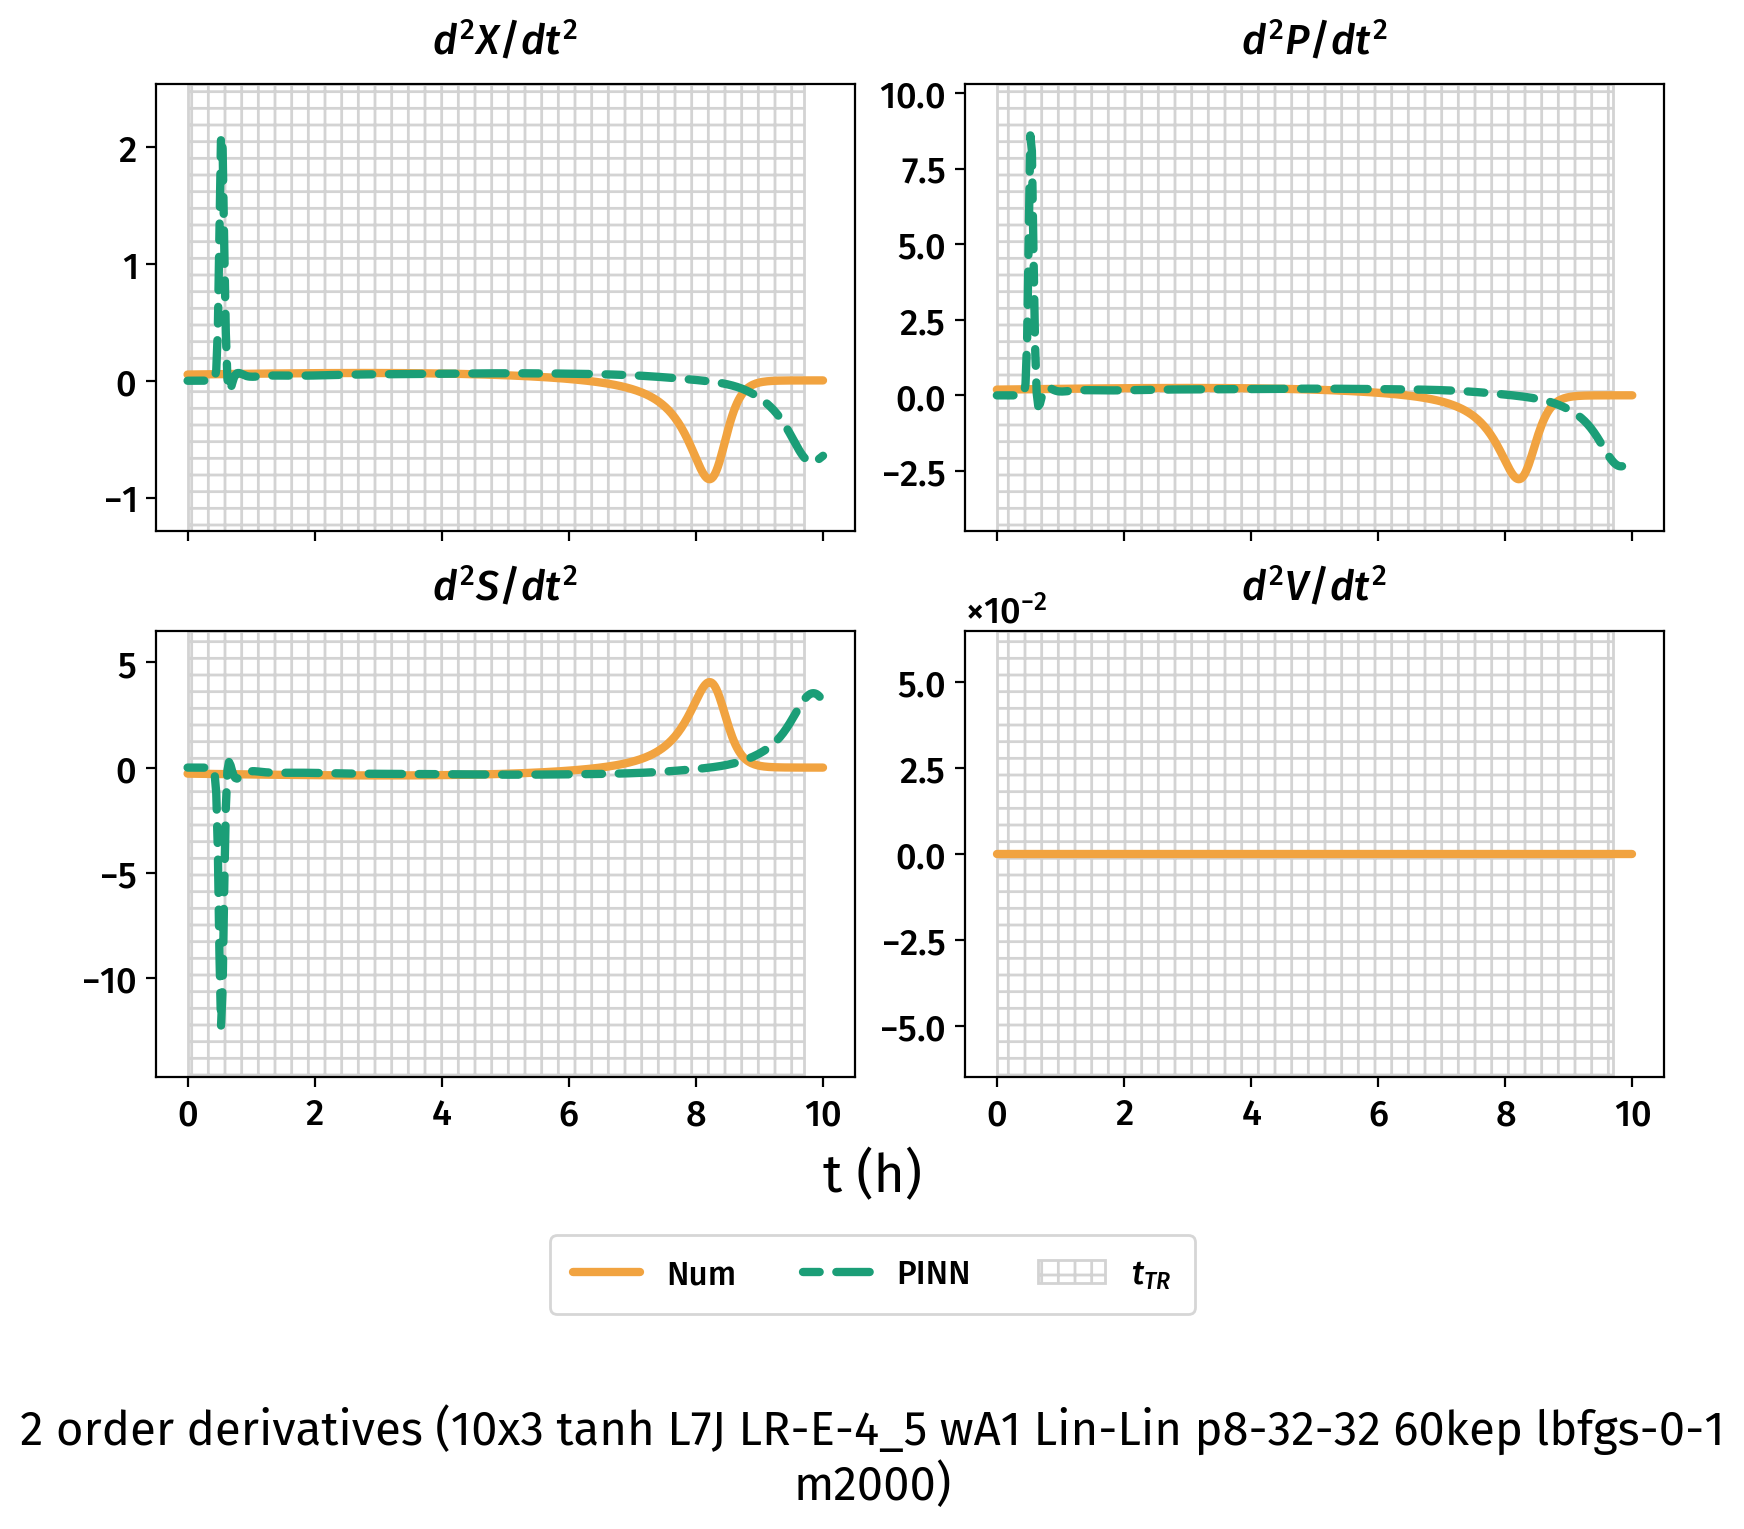 d²X/dt²
d²P/dt²
2
1
0
−1
10.0
7.5
5.0
2.5
0.0
−2.5
d²S/dt²
d²V/dt²
×10⁻²
5
0
−5
−10
5.0
2.5
0.0
−2.5
−5.0
0 2 4 6 8 10
0 2 4 6 8 10
t (h)
Num PINN t_TR
2 order derivatives (10x3 tanh L7J LR-E-4_5 wA1 Lin-Lin p8-32-32 60kep lbfgs-0-1
m2000)